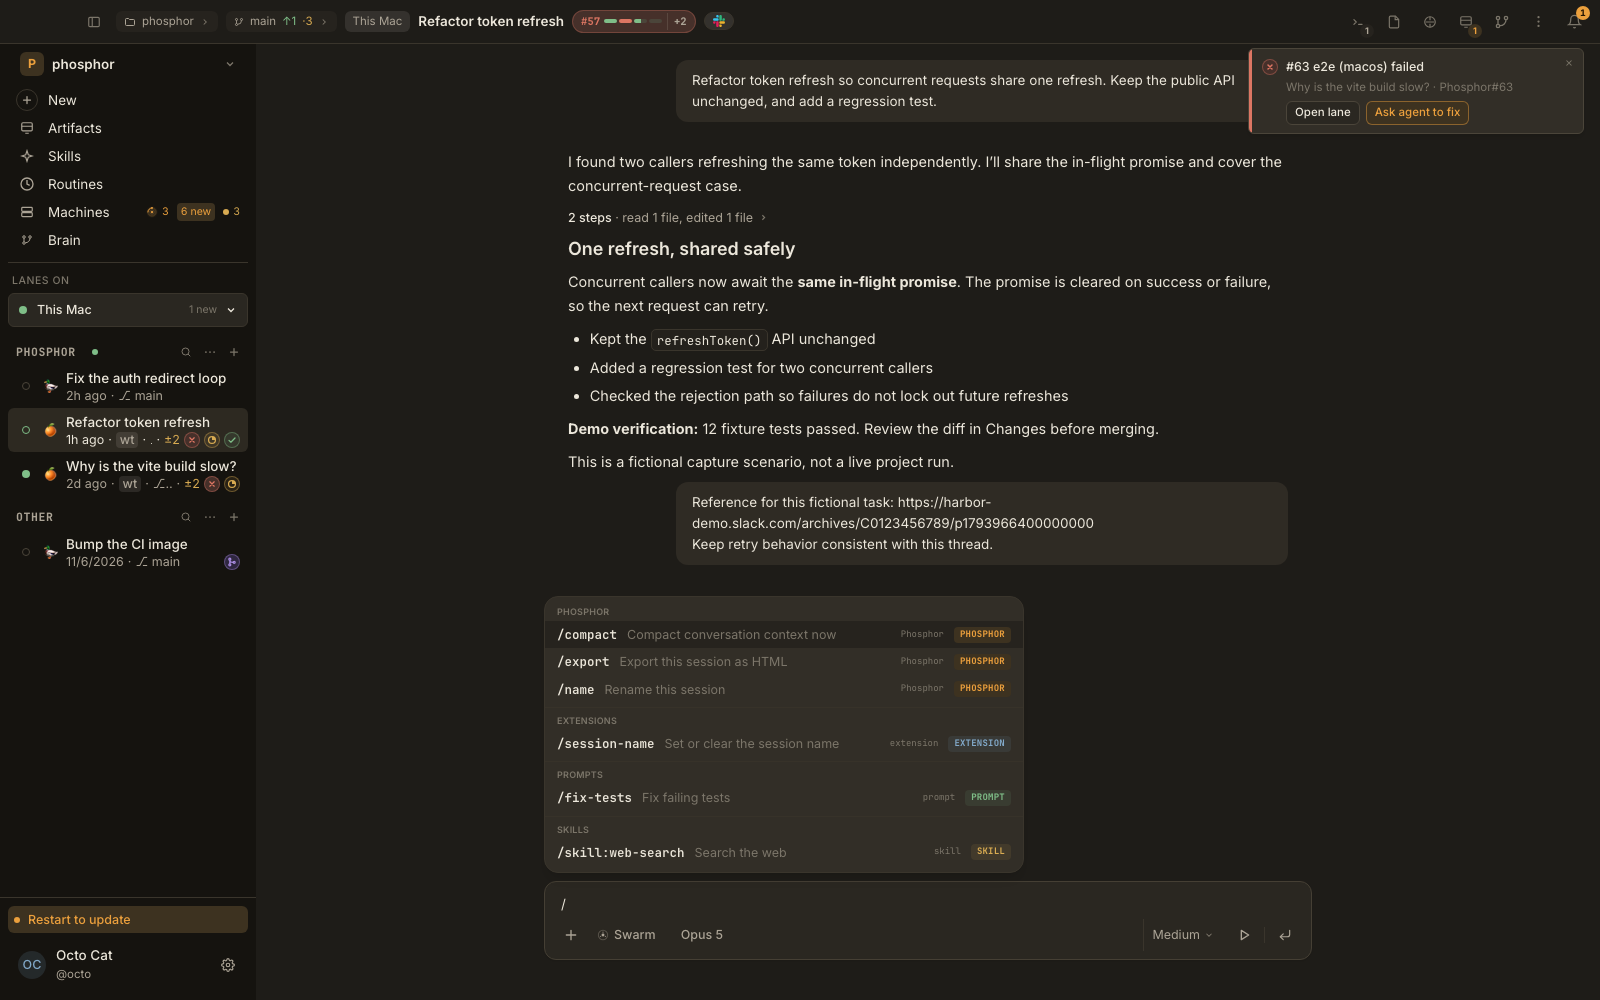 phosphor
main ↑1 ·3
This Mac
Refactor token refresh
#57
+2
1
1
1
P phosphor
New
Artifacts
Skills
Routines
Machines 3 6 new 3
Brain
LANES ON
This Mac 1 new
PHOSPHOR
Fix the auth redirect loop
2h ago · ⌥ main
Refactor token refresh
1h ago · wt · . · ±2
Why is the vite build slow?
2d ago · wt · ⌥.. · ±2
OTHER
Bump the CI image
11/6/2026 · ⌥ main
Restart to update
OC
Octo Cat
@octo
#63 e2e (macos) failed
Why is the vite build slow? · Phosphor#63
Open lane
Ask agent to fix
Refactor token refresh so concurrent requests share one refresh. Keep the public API
unchanged, and add a regression test.
I found two callers refreshing the same token independently. I’ll share the in-flight promise and cover the
concurrent-request case.
2 steps · read 1 file, edited 1 file
One refresh, shared safely
Concurrent callers now await the same in-flight promise. The promise is cleared on success or failure,
so the next request can retry.
• Kept the refreshToken() API unchanged
• Added a regression test for two concurrent callers
• Checked the rejection path so failures do not lock out future refreshes
Demo verification: 12 fixture tests passed. Review the diff in Changes before merging.
This is a fictional capture scenario, not a live project run.
Reference for this fictional task: https://harbor-
demo.slack.com/archives/C0123456789/p1793966400000000
Keep retry behavior consistent with this thread.
PHOSPHOR
/compact Compact conversation context now Phosphor PHOSPHOR
/export Export this session as HTML Phosphor PHOSPHOR
/name Rename this session Phosphor PHOSPHOR
EXTENSIONS
/session-name Set or clear the session name extension EXTENSION
PROMPTS
/fix-tests Fix failing tests prompt PROMPT
SKILLS
/skill:web-search Search the web skill SKILL
/
Swarm
Opus 5
Medium